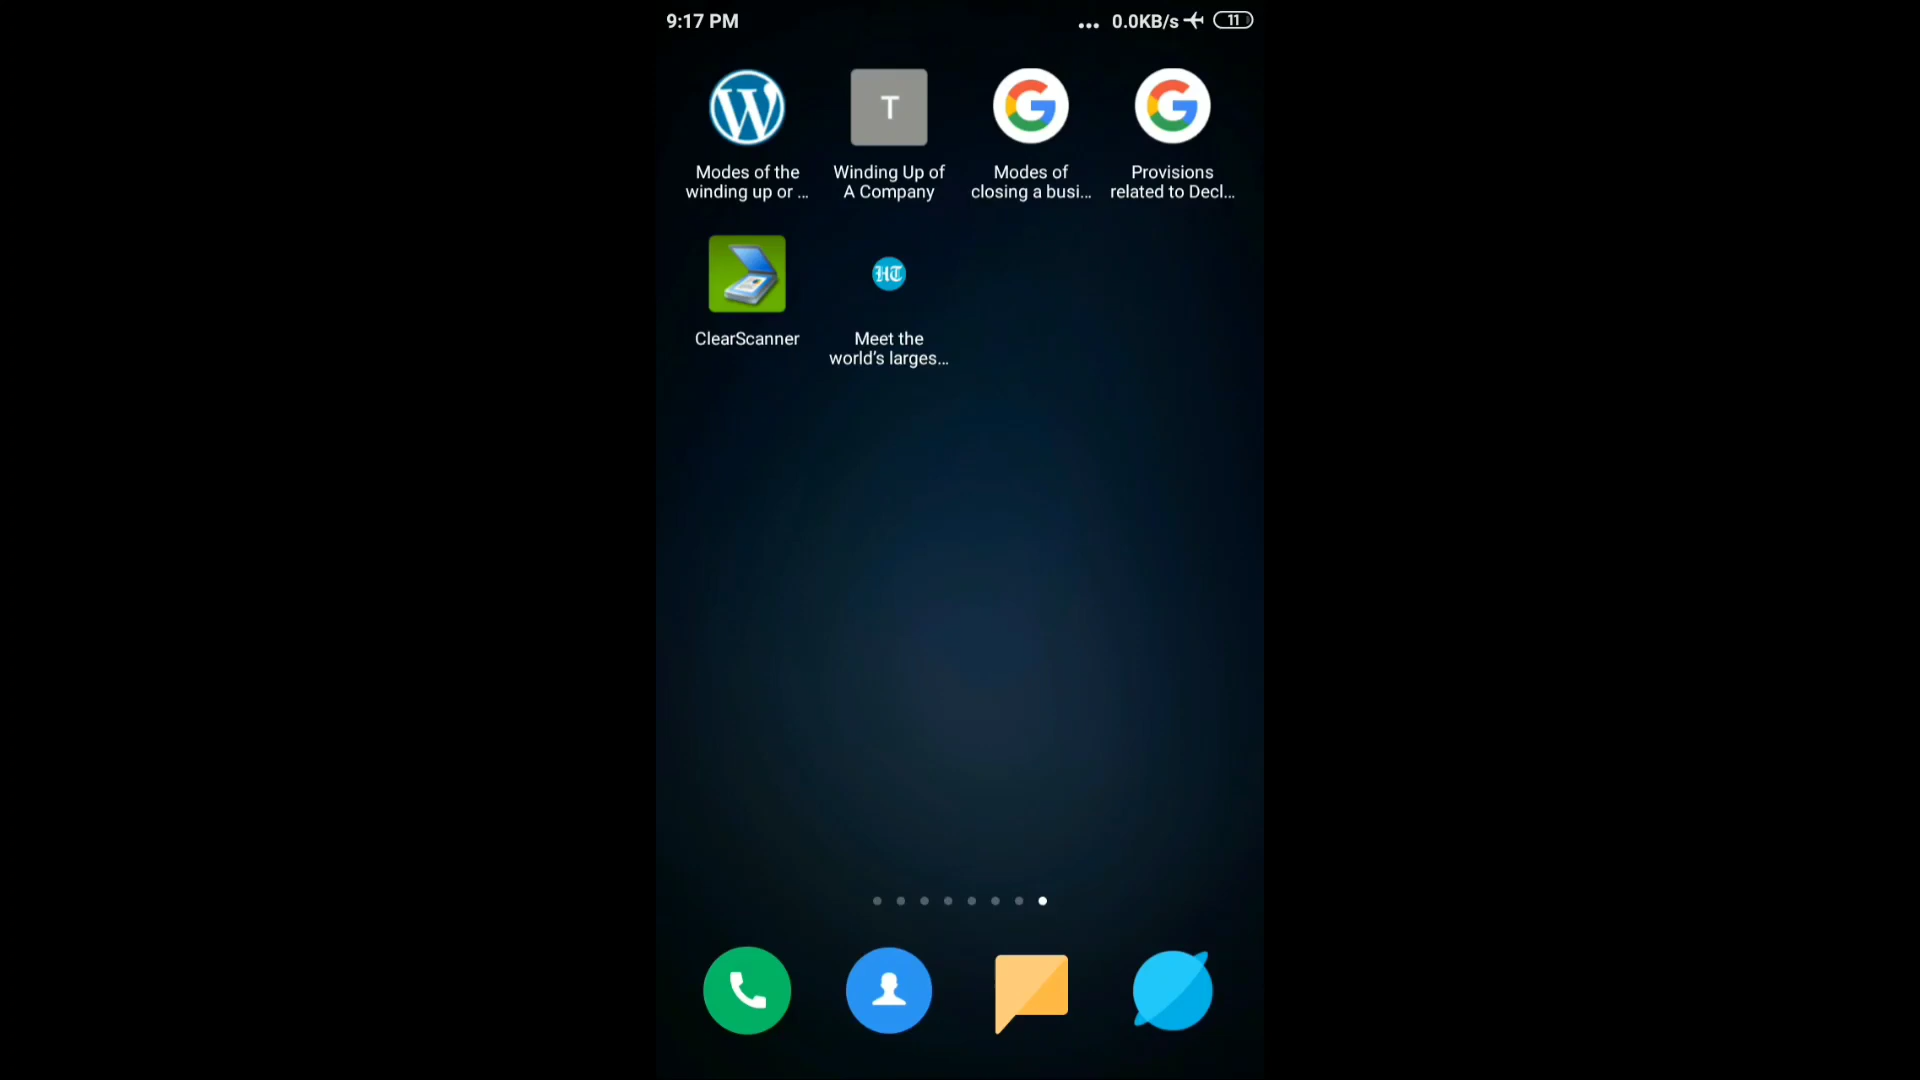 9:17 PM
... 0.0KB/s 11
T
Modes of the
winding up or ...
Winding Up of
A Company
Modes of
closing a busi...
Provisions
related to Decl...
HT
ClearScanner
Meet the
world's larges...